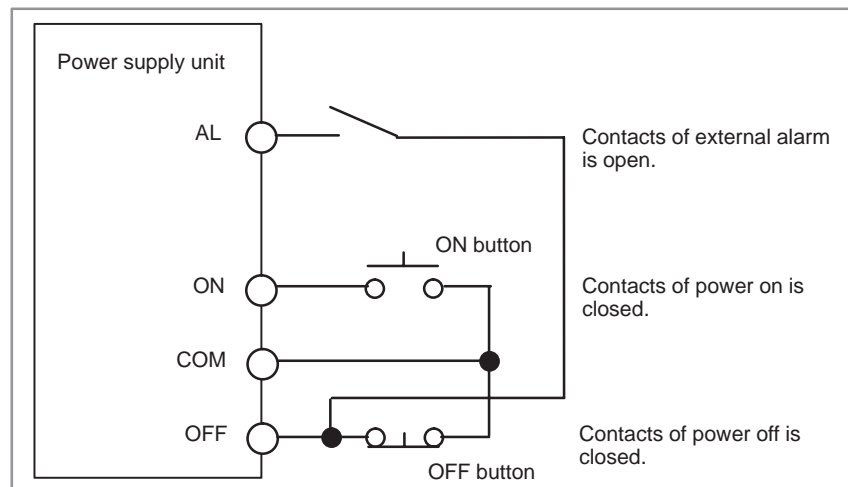 Power supply unit
AL
Contacts of external alarm
is open.
ON button
ON
Contacts of power on is
closed.
COM
OFF
Contacts of power off is
closed.
OFF button